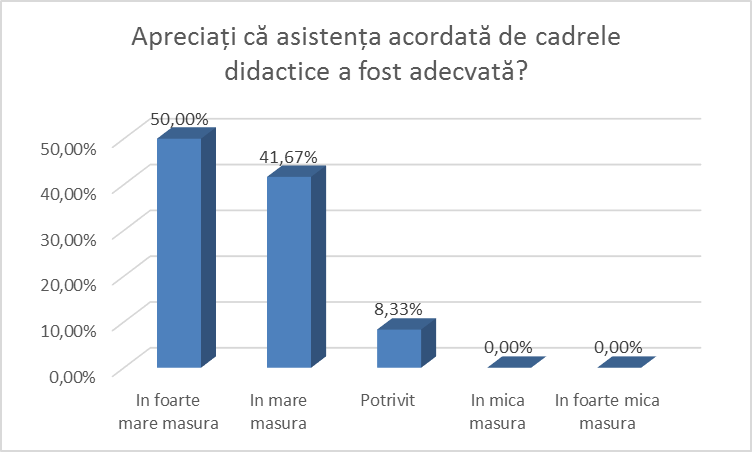 Apreciați că asistența acordată de cadrele
didactice a fost adecvată?
50,00%
41,67%
8,33%
0,00%
0,00%
50,00%
40,00%
30,00%
20,00%
10,00%
0,00%
In foarte
mare masura
In mare
masura
Potrivit
In mica
masura
In foarte mica
masura